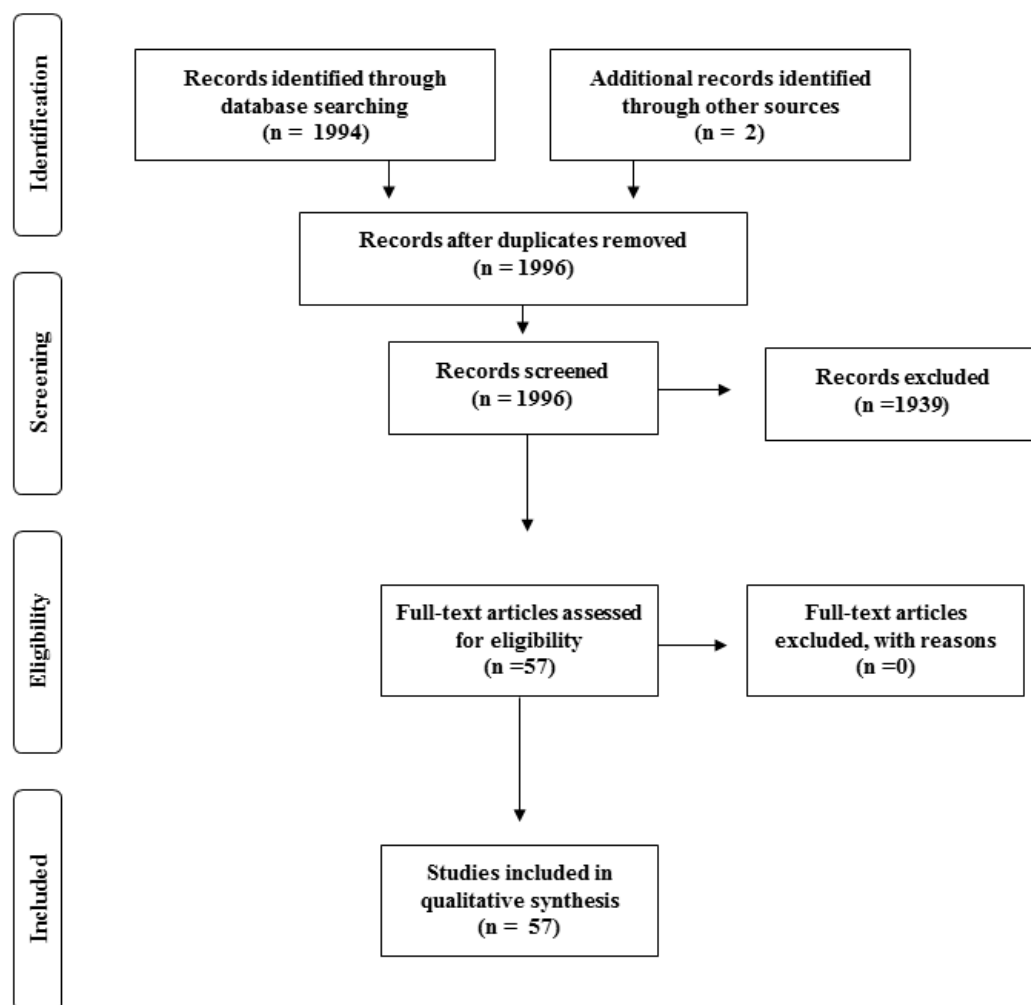 Identification
Records identified through
database searching
(n = 1994)
Additional records identified
through other sources
(n = 2)
Records after duplicates removed
(n = 1996)
Screening
Records screened
(n = 1996)
Records excluded
(n =1939)
Eligibility
Full-text articles assessed
for eligibility
(n =57)
Full-text articles
excluded, with reasons
(n =0)
Included
Studies included in
qualitative synthesis
(n = 57)